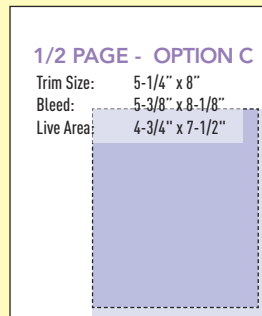 1/2 PAGE - OPTION C
Trim Size: 5-1/4" x 8"
Bleed: 5-3/8" x 8-1/8"
Live Area: 4-3/4" x 7-1/2"